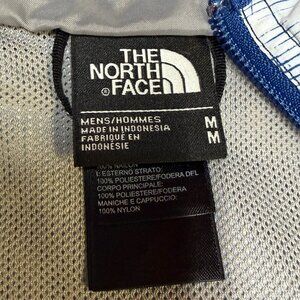 THE
NORTH
FACE
®
MENS/HOMMES
MADE IN INDONESIA
FABRIQUÉ EN
INDONÉSIE
M
M
100% NYLON
E ESTERNO STRATO:
100% POLIESTERE/FODERA DEL
CORPO PRINCIPALE:
100% POLIESTERE/FODERA
MANICHE E CAPPUCCIO:
100% NYLON